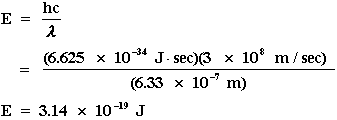 E = hc
λ
= (6.625 × 10⁻³⁴ J·sec)(3 × 10⁸ m/sec)
(6.33 × 10⁻⁷ m)
E = 3.14 × 10⁻¹⁹ J